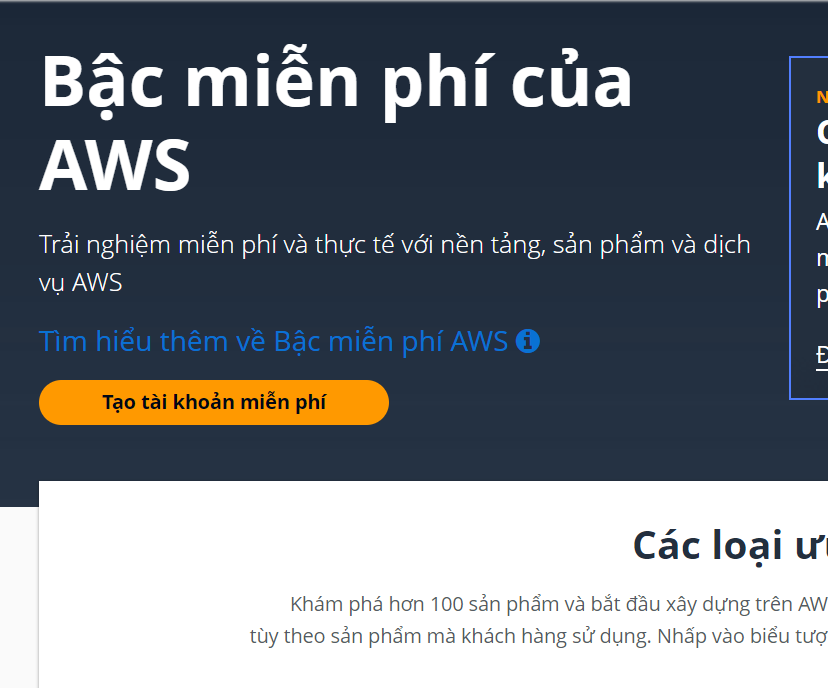 Bậc miễn phí của
AWS
Trải nghiệm miễn phí và thực tế với nền tảng, sản phẩm và dịch
vụ AWS
Tìm hiểu thêm về Bậc miễn phí AWS
Tạo tài khoản miễn phí
Các loại
Khám phá hơn 100 sản phẩm và bắt đầu xây dựng trên
tùy theo sản phẩm mà khách hàng sử dụng. Nhấp vào biểu